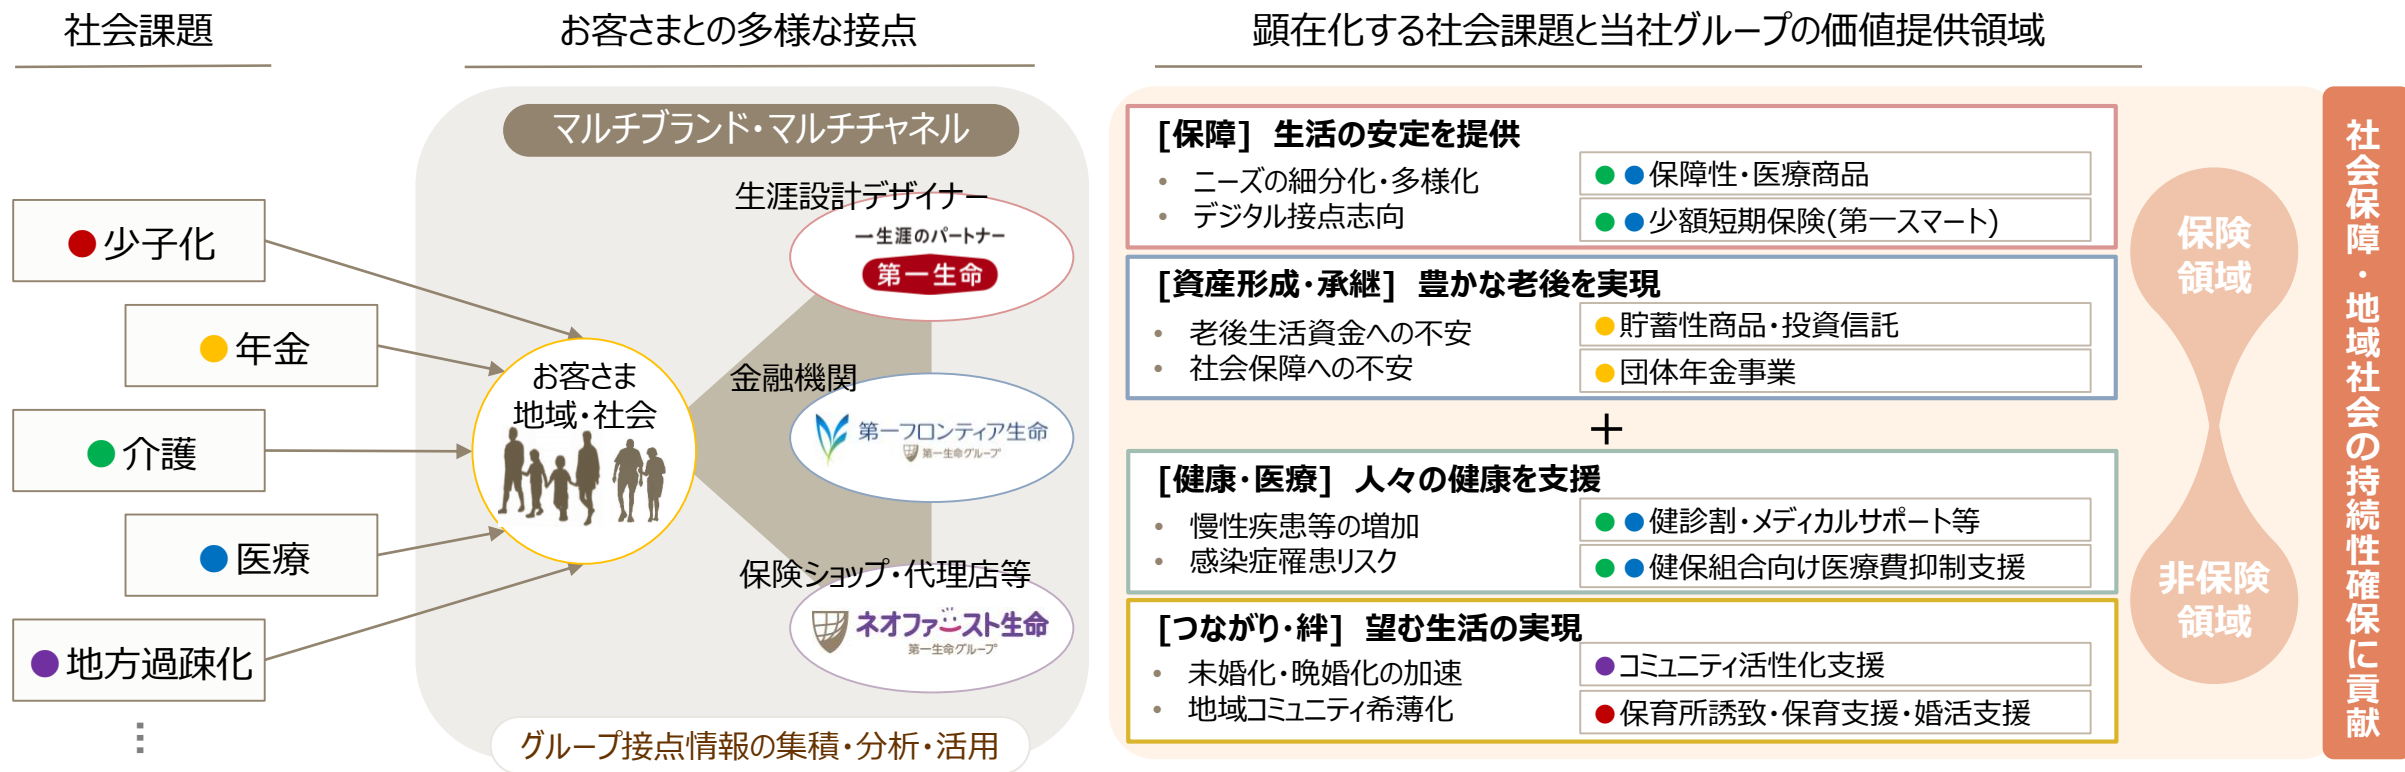 社会課題
お客さまとの多様な接点
顕在化する社会課題と当社グループの価値提供領域
●少子化
●年金
●介護
●医療
●地方過疎化
⋮
マルチブランド・マルチチャネル
お客さま
地域・社会
生涯設計デザイナー
一生涯のパートナー
第一生命
金融機関
第一フロンティア生命
第一生命グループ
保険ショップ・代理店等
ネオファースト生命
第一生命グループ
グループ接点情報の集積・分析・活用
[保障] 生活の安定を提供
• ニーズの細分化・多様化
• デジタル接点志向
●●保障性・医療商品
●●少額短期保険(第一スマート)
[資産形成・承継] 豊かな老後を実現
• 老後生活資金への不安
• 社会保障への不安
●貯蓄性商品・投資信託
●団体年金事業
＋
[健康・医療] 人々の健康を支援
• 慢性疾患等の増加
• 感染症罹患リスク
●●健診割・メディカルサポート等
●●健保組合向け医療費抑制支援
[つながり・絆] 望む生活の実現
• 未婚化・晩婚化の加速
• 地域コミュニティ希薄化
●コミュニティ活性化支援
●保育所誘致・保育支援・婚活支援
保険
領域
非保険
領域
社会保障・地域社会の持続性確保に貢献